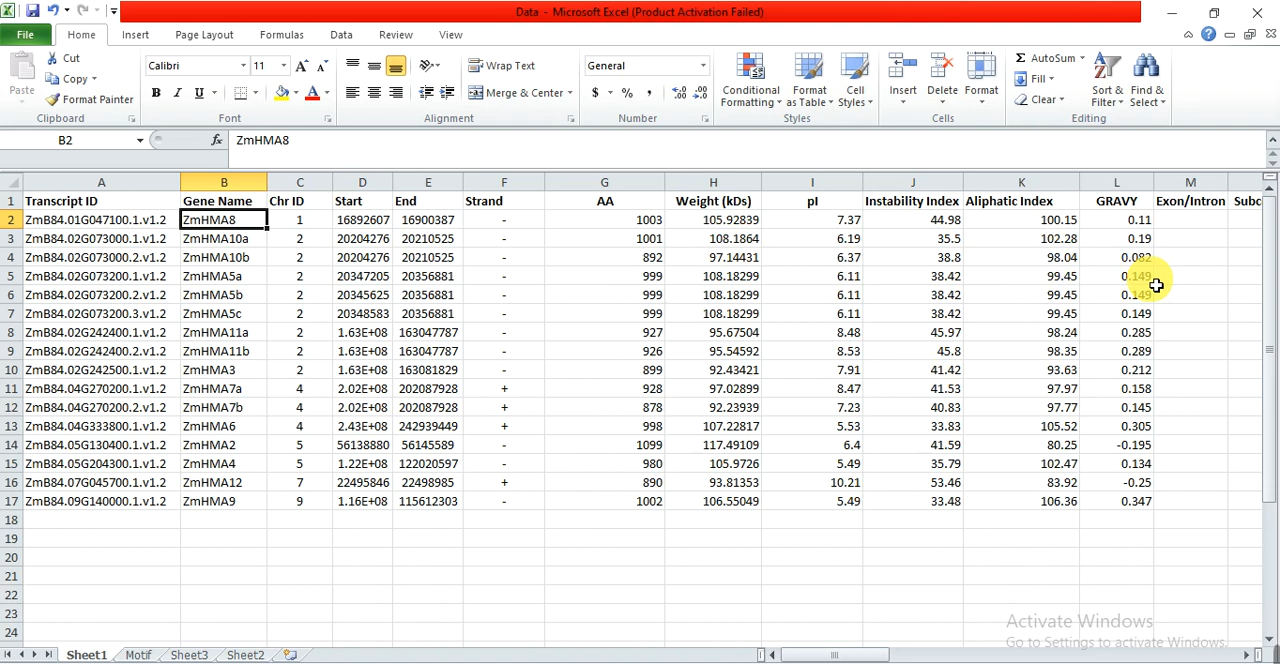 Data - Microsoft Excel (Product Activation Failed)
File Home Insert Page Layout Formulas Data Review View
Paste Cut Copy Format Painter
Calibri 11
B I U A
Wrap Text
Merge & Center
General
$ % ,
Conditional Formatting Format as Table Cell Styles
Insert Delete Format
Σ AutoSum Fill Clear
Sort & Filter Find & Select
Clipboard Font Alignment Number Styles Cells Editing
B2 fx ZmHMA8
A B C D E F G H I J K L M
1 Transcript ID Gene Name Chr ID Start End Strand AA Weight (kDs) pI Instability Index Aliphatic Index GRAVY Exon/Intron Subc
2 ZmB84.01G047100.1.v1.2 ZmHMA8 1 16892607 16900387 - 1003 105.92839 7.37 44.98 100.15 0.11
3 ZmB84.02G073000.1.v1.2 ZmHMA10a 2 20204276 20210525 - 1001 108.1864 6.19 35.5 102.28 0.19
4 ZmB84.02G073000.2.v1.2 ZmHMA10b 2 20204276 20210525 - 892 97.14431 6.37 38.8 98.04 0.082
5 ZmB84.02G073200.1.v1.2 ZmHMA5a 2 20347205 20356881 - 999 108.18299 6.11 38.42 99.45 0.149
6 ZmB84.02G073200.2.v1.2 ZmHMA5b 2 20345625 20356881 - 999 108.18299 6.11 38.42 99.45 0.149
7 ZmB84.02G073200.3.v1.2 ZmHMA5c 2 20348583 20356881 - 999 108.18299 6.11 38.42 99.45 0.149
8 ZmB84.02G242400.1.v1.2 ZmHMA11a 2 1.63E+08 163047787 - 927 95.67504 8.48 45.97 98.24 0.285
9 ZmB84.02G242400.2.v1.2 ZmHMA11b 2 1.63E+08 163047787 - 926 95.54592 8.53 45.8 98.35 0.289
10 ZmB84.02G242500.1.v1.2 ZmHMA3 2 1.63E+08 163081829 - 899 92.43421 7.91 41.42 93.63 0.212
11 ZmB84.04G270200.1.v1.2 ZmHMA7a 4 2.02E+08 202087928 + 928 97.02899 8.47 41.53 97.97 0.158
12 ZmB84.04G270200.2.v1.2 ZmHMA7b 4 2.02E+08 202087928 + 878 92.23939 7.23 40.83 97.77 0.145
13 ZmB84.04G333800.1.v1.2 ZmHMA6 4 2.43E+08 242939449 + 998 107.22817 5.53 33.83 105.52 0.305
14 ZmB84.05G130400.1.v1.2 ZmHMA2 5 56138880 56145589 - 1099 117.49109 6.4 41.59 80.25 -0.195
15 ZmB84.05G204300.1.v1.2 ZmHMA4 5 1.22E+08 122020597 - 980 105.9726 5.49 35.79 102.47 0.134
16 ZmB84.07G045700.1.v1.2 ZmHMA12 7 22495846 22498985 + 890 93.81353 10.21 53.46 83.92 -0.25
17 ZmB84.09G140000.1.v1.2 ZmHMA9 9 1.16E+08 115612303 - 1002 106.55049 5.49 33.48 106.36 0.347
18
19
20
21
22
23
24
Activate Windows
Go to Settings to activate Windows.
Sheet1 Motif Sheet3 Sheet2